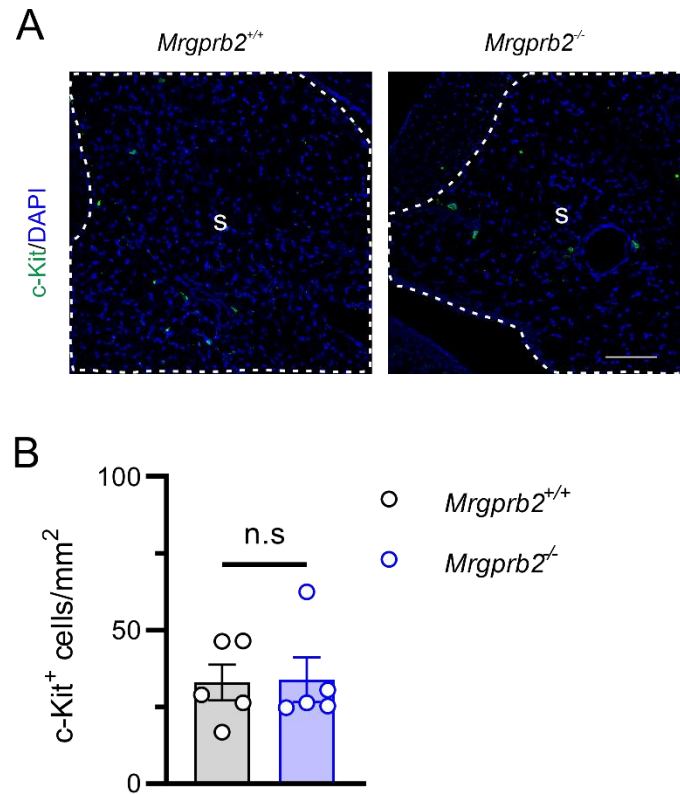 A
Mrgprb2+/+
Mrgprb2-/-
c-Kit/DAPI
S
S
B
c-Kit+ cells/mm2
100
50
0
n.s
Mrgprb2+/+
Mrgprb2-/-